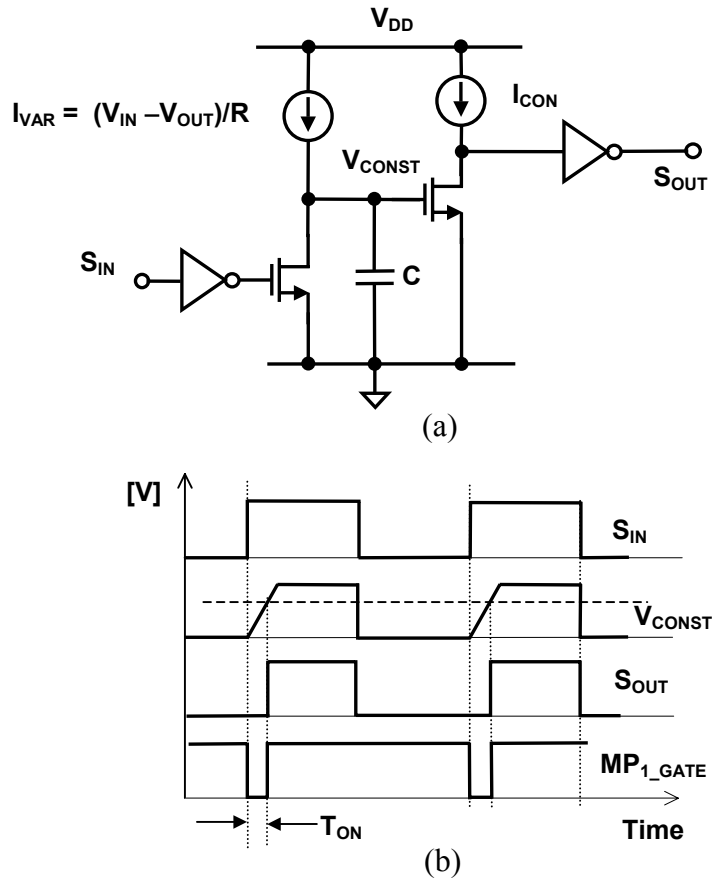 V_DD
I_VAR = (V_IN –V_OUT)/R
I_CON
V_CONST
S_OUT
S_IN
C
(a)
[V]
S_IN
V_CONST
S_OUT
MP_1_GATE
T_ON
Time
(b)